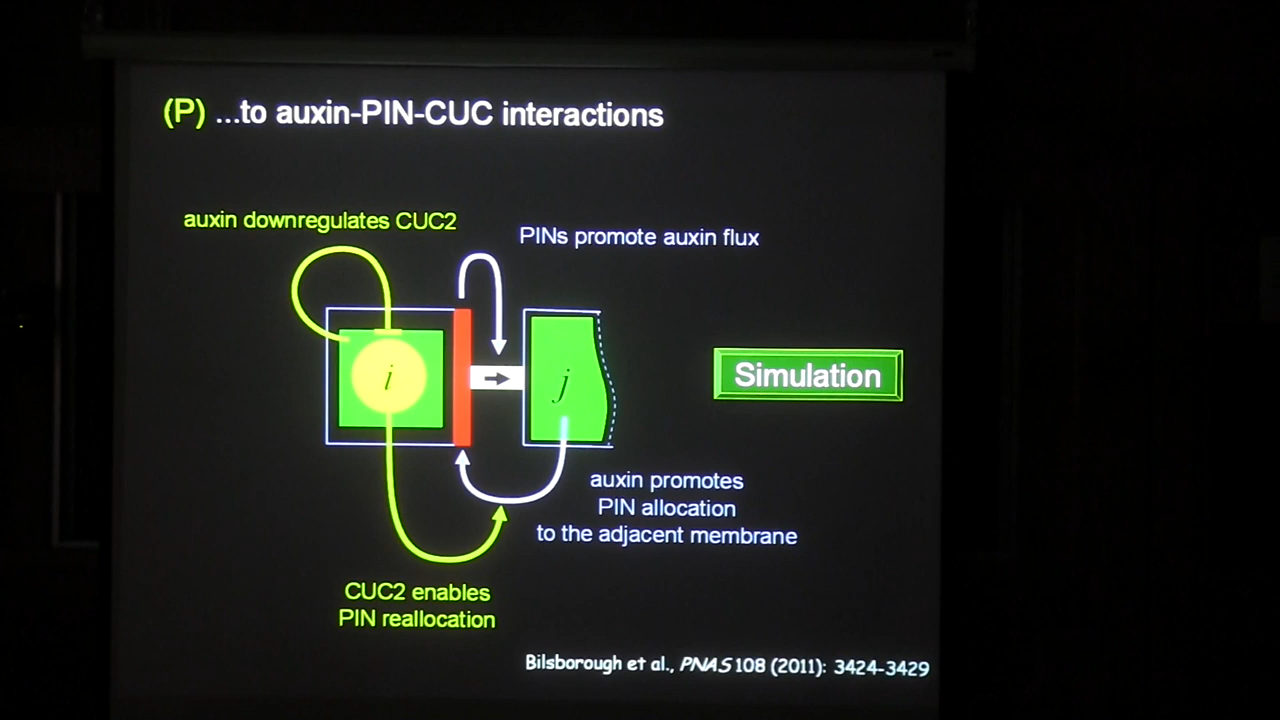 (P) ...to auxin-PIN-CUC interactions
auxin downregulates CUC2
PINs promote auxin flux
i
j
Simulation
auxin promotes
PIN allocation
to the adjacent membrane
CUC2 enables
PIN reallocation
Bilsborough et al., PNAS 108 (2011): 3424-3429